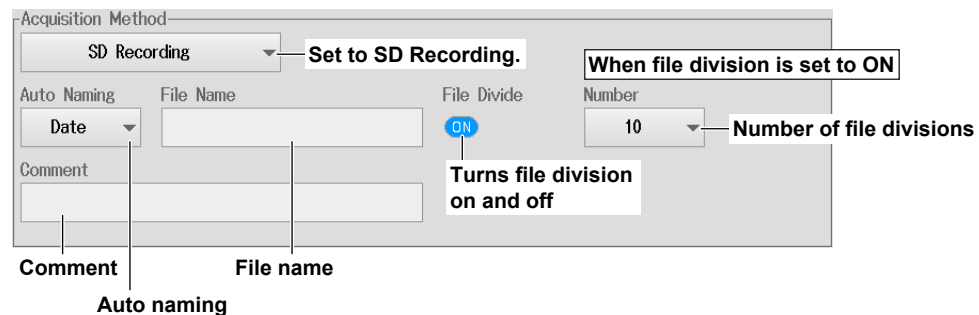 Acquisition Method
SD Recording
Set to SD Recording.
When file division is set to ON
Auto Naming
File Name
File Divide
Number
Date
ON
10
Number of file divisions
Comment
Turns file division
on and off
Comment
File name
Auto naming